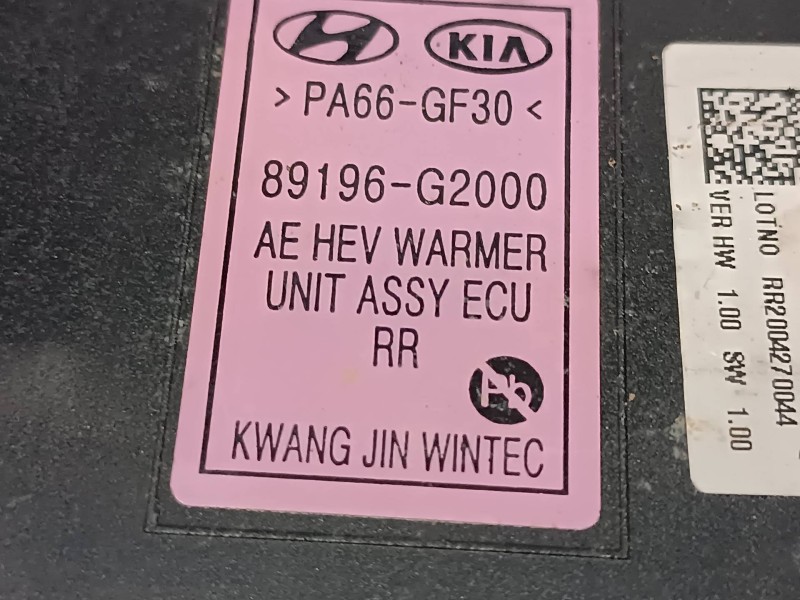 KIA
>PA66-GF30<
89196-G2000
AE HEV WARMER
UNIT ASSY ECU
RR
Pb
KWANG JIN WINTEC
LOTNO RR2004270044
VER HW 1.00 SW 1.00